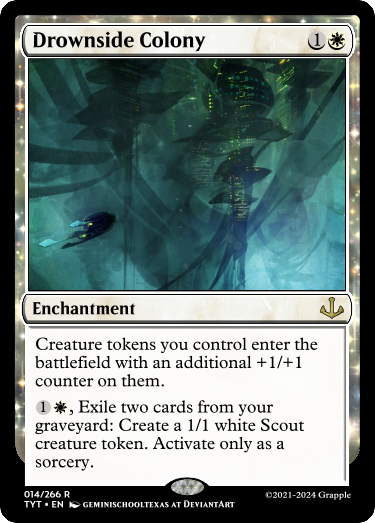 Drownside Colony 1
Enchantment
Creature tokens you control enter the
battlefield with an additional +1/+1
counter on them.
1, Exile two cards from your
graveyard: Create a 1/1 white Scout
creature token. Activate only as a
sorcery.
014/266 R
TYT • EN GEMINISCHOOLTEXAS AT DEVIANTART
©2021-2024 Grapple